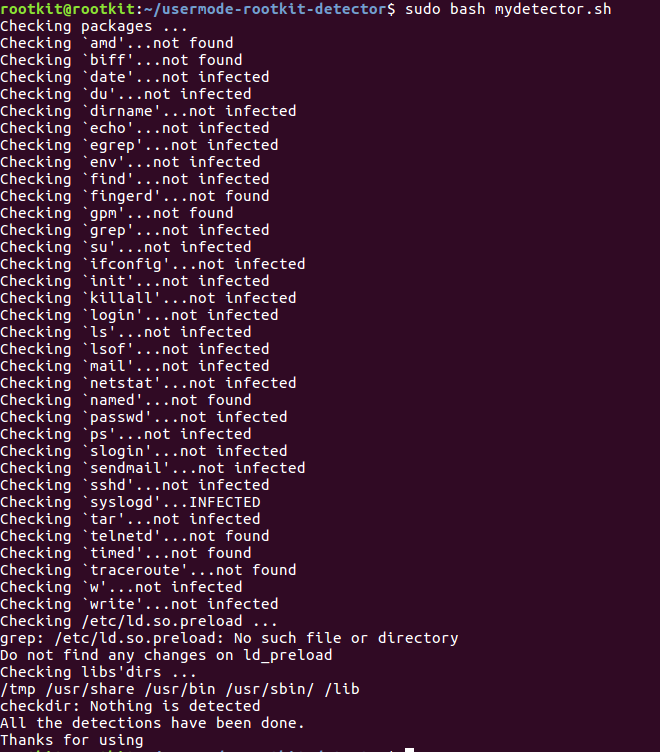 rootkit@rootkit:~/usermode-rootkit-detector$ sudo bash mydetector.sh
Checking packages ...
Checking `amd'...not found
Checking `biff'...not found
Checking `date'...not infected
Checking `du'...not infected
Checking `dirname'...not infected
Checking `echo'...not infected
Checking `egrep'...not infected
Checking `env'...not infected
Checking `find'...not infected
Checking `fingerd'...not found
Checking `gpm'...not found
Checking `grep'...not infected
Checking `su'...not infected
Checking `ifconfig'...not infected
Checking `init'...not infected
Checking `killall'...not infected
Checking `login'...not infected
Checking `ls'...not infected
Checking `lsof'...not infected
Checking `mail'...not infected
Checking `netstat'...not infected
Checking `named'...not found
Checking `passwd'...not infected
Checking `ps'...not infected
Checking `slogin'...not infected
Checking `sendmail'...not infected
Checking `sshd'...not infected
Checking `syslogd'...INFECTED
Checking `tar'...not infected
Checking `telnetd'...not found
Checking `timed'...not found
Checking `traceroute'...not found
Checking `w'...not infected
Checking `write'...not infected
Checking /etc/ld.so.preload ...
grep: /etc/ld.so.preload: No such file or directory
Do not find any changes on ld_preload
Checking libs'dirs ...
/tmp /usr/share /usr/bin /usr/sbin/ /lib
checkdir: Nothing is detected
All the detections have been done.
Thanks for using